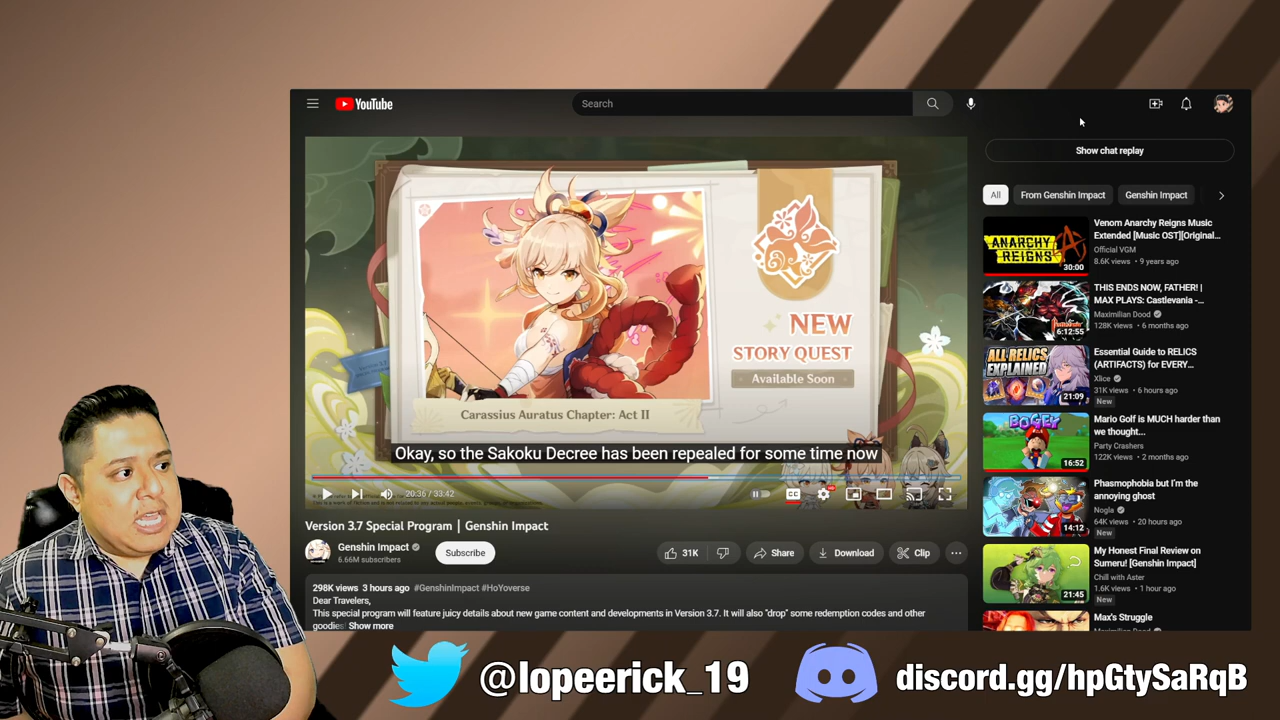 YouTube
Search
Show chat replay
All
From Genshin Impact
Genshin Impact
NEW
STORY QUEST
Available Soon
Carassius Auratus Chapter: Act II
Okay, so the Sakoku Decree has been repealed for some time now
20:36 / 33:42
CC
Version 3.7 Special Program | Genshin Impact
Genshin Impact
6.66M subscribers
Subscribe
31K
Share
Download
Clip
298K views 3 hours ago #GenshinImpact #HoYoverse
Dear Travelers,
This special program will feature juicy details about new game content and developments in Version 3.7. It will also "drop" some redemption codes and other
goodies! Show more
ANARCHY
REIGNS
30:00
Venom Anarchy Reigns Music
Extended [Music OST][Original...
Official VGM
8.6K views • 9 years ago
6:12:55
THIS ENDS NOW, FATHER! |
MAX PLAYS: Castlevania -...
Maximilian Dood
128K views • 6 months ago
ALL RELICS
EXPLAINED
21:09
Essential Guide to RELICS
(ARTIFACTS) for EVERY...
Xlice
31K views • 6 hours ago
New
BOGEY
16:52
Mario Golf is MUCH harder than
we thought...
Party Crashers
122K views • 2 months ago
14:12
Phasmophobia but I'm the
annoying ghost
Nogla
64K views • 20 hours ago
New
21:45
My Honest Final Review on
Sumeru! [Genshin Impact]
Chill with Aster
1.6K views • 1 hour ago
New
Max's Struggle
@lopeerick_19
discord.gg/hpGtySaRqB